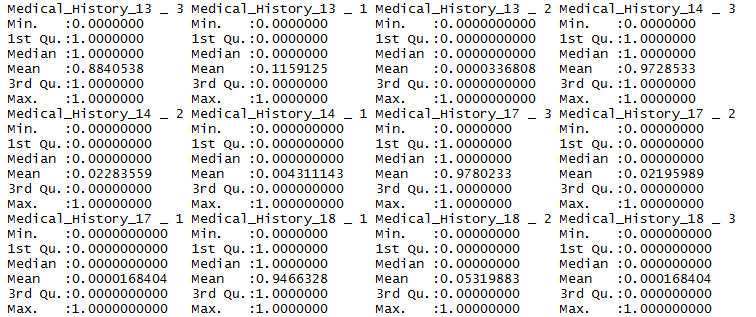 Medical_History_13 _ 3 Medical_History_13 _ 1 Medical_History_13 _ 2 Medical_History_14 _ 3
Min.   :0.0000000 Min.   :0.0000000 Min.   :0.0000000000 Min.   :0.0000000
1st Qu.:1.0000000 1st Qu.:0.0000000 1st Qu.:0.0000000000 1st Qu.:1.0000000
Median :1.0000000 Median :0.0000000 Median :0.0000000000 Median :1.0000000
Mean   :0.8840538 Mean   :0.1159125 Mean   :0.0000336808 Mean   :0.9728533
3rd Qu.:1.0000000 3rd Qu.:0.0000000 3rd Qu.:0.0000000000 3rd Qu.:1.0000000
Max.   :1.0000000 Max.   :1.0000000 Max.   :1.0000000000 Max.   :1.0000000
Medical_History_14 _ 2 Medical_History_14 _ 1 Medical_History_17 _ 3 Medical_History_17 _ 2
Min.   :0.00000000 Min.   :0.000000000 Min.   :0.0000000 Min.   :0.00000000
1st Qu.:0.00000000 1st Qu.:0.000000000 1st Qu.:1.0000000 1st Qu.:0.00000000
Median :0.00000000 Median :0.000000000 Median :1.0000000 Median :0.00000000
Mean   :0.02283559 Mean   :0.004311143 Mean   :0.9780233 Mean   :0.02195989
3rd Qu.:0.00000000 3rd Qu.:0.000000000 3rd Qu.:1.0000000 3rd Qu.:0.00000000
Max.   :1.00000000 Max.   :1.000000000 Max.   :1.0000000 Max.   :1.00000000
Medical_History_17 _ 1 Medical_History_18 _ 1 Medical_History_18 _ 2 Medical_History_18 _ 3
Min.   :0.0000000000 Min.   :0.0000000 Min.   :0.00000000 Min.   :0.000000000
1st Qu.:0.0000000000 1st Qu.:1.0000000 1st Qu.:0.00000000 1st Qu.:0.000000000
Median :0.0000000000 Median :1.0000000 Median :0.00000000 Median :0.000000000
Mean   :0.0000168404 Mean   :0.9466328 Mean   :0.05319883 Mean   :0.000168404
3rd Qu.:0.0000000000 3rd Qu.:1.0000000 3rd Qu.:0.00000000 3rd Qu.:0.000000000
Max.   :1.0000000000 Max.   :1.0000000 Max.   :1.00000000 Max.   :1.000000000